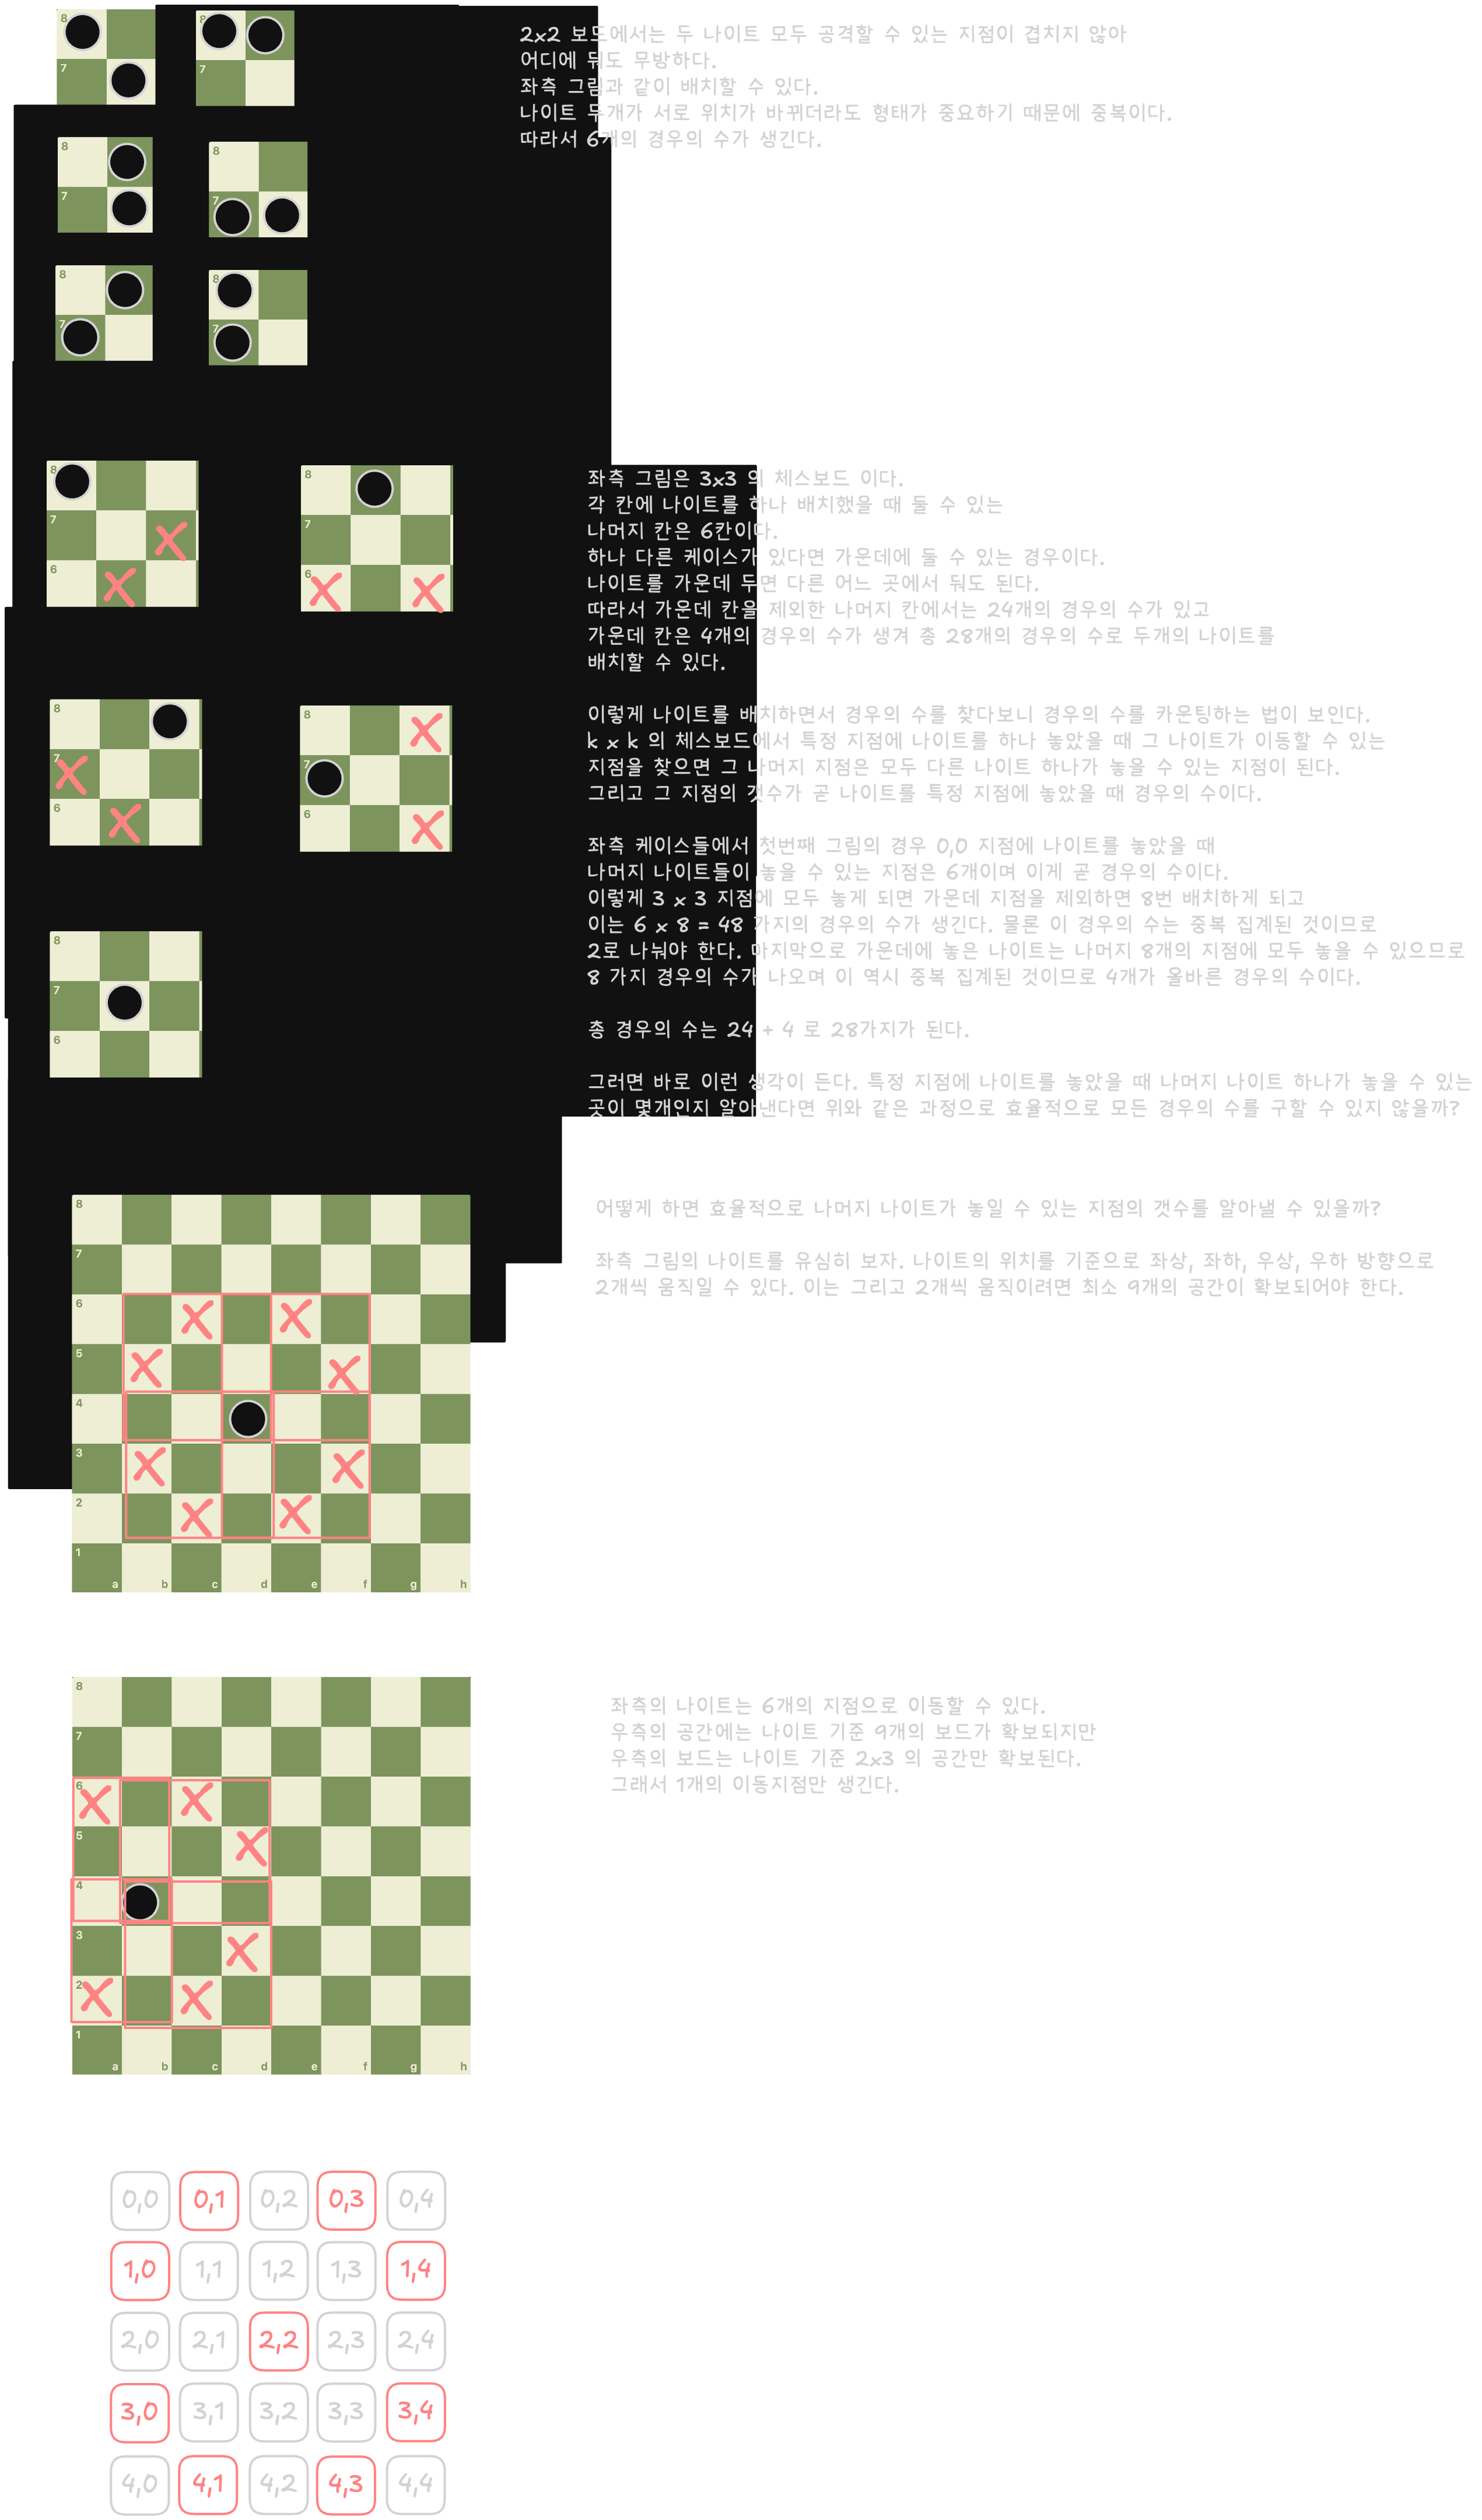 8
7
8
7
2x2 보드에서는 두 나이트 모두 공격할 수 있는 지점이 겹치지 않아
어디에 둬도 무방하다.
좌측 그림과 같이 배치할 수 있다.
나이트 두개가 서로 위치가 바뀌더라도 형태가 중요하기 때문에 중복이다.
따라서 6개의 경우의 수가 생긴다.
8
7
8
7
8
7
8
7
8
7
6
8
7
6
좌측 그림은 3x3 의 체스보드 이다.
각 칸에 나이트를 하나 배치했을 때 둘 수 있는
나머지 칸은 6칸이다.
하나 다른 케이스가 있다면 가운데에 둘 수 있는 경우이다.
나이트를 가운데 두면 다른 어느 곳에서 둬도 된다.
따라서 가운데 칸을 제외한 나머지 칸에서는 24개의 경우의 수가 있고
가운데 칸은 4개의 경우의 수가 생겨 총 28개의 경우의 수로 두개의 나이트를
배치할 수 있다.
8
7
6
8
7
6
이렇게 나이트를 배치하면서 경우의 수를 찾다보니 경우의 수를 카운팅하는 법이 보인다.
k x k 의 체스보드에서 특정 지점에 나이트를 하나 놓았을 때 그 나이트가 이동할 수 있는
지점을 찾으면 그 나머지 지점은 모두 다른 나이트 하나가 놓을 수 있는 지점이 된다.
그리고 그 지점의 갯수가 곧 나이트를 특정 지점에 놓았을 때 경우의 수이다.
좌측 케이스들에서 첫번째 그림의 경우 0,0 지점에 나이트를 놓았을 때
나머지 나이트들이 놓을 수 있는 지점은 6개이며 이게 곧 경우의 수이다.
이렇게 3 x 3 지점에 모두 놓게 되면 가운데 지점을 제외하면 8번 배치하게 되고
이는 6 x 8 = 48 가지의 경우의 수가 생긴다. 물론 이 경우의 수는 중복 집계된 것이므로
2로 나눠야 한다. 마지막으로 가운데에 놓은 나이트는 나머지 8개의 지점에 모두 놓을 수 있으므로
8 가지 경우의 수가 나오며 이 역시 중복 집계된 것이므로 4개가 올바른 경우의 수이다.
8
7
6
총 경우의 수는 24 + 4 로 28가지가 된다.
그러면 바로 이런 생각이 든다. 특정 지점에 나이트를 놓았을 때 나머지 나이트 하나가 놓을 수 있는
곳이 몇개인지 알아낸다면 위와 같은 과정으로 효율적으로 모든 경우의 수를 구할 수 있지 않을까?
어떻게 하면 효율적으로 나머지 나이트가 놓일 수 있는 지점의 갯수를 알아낼 수 있을까?
좌측 그림의 나이트를 유심히 보자. 나이트의 위치를 기준으로 좌상, 좌하, 우상, 우하 방향으로
2개씩 움직일 수 있다. 이는 그리고 2개씩 움직이려면 최소 9개의 공간이 확보되어야 한다.
8
7
6
5
4
3
2
1
a b c d e f g h
좌측의 나이트는 6개의 지점으로 이동할 수 있다.
우측의 공간에는 나이트 기준 9개의 보드가 확보되지만
우측의 보드는 나이트 기준 2x3 의 공간만 확보된다.
그래서 1개의 이동지점만 생긴다.
8
7
6
5
4
3
2
1
a b c d e f g h
0,0 0,1 0,2 0,3 0,4
1,0 1,1 1,2 1,3 1,4
2,0 2,1 2,2 2,3 2,4
3,0 3,1 3,2 3,3 3,4
4,0 4,1 4,2 4,3 4,4